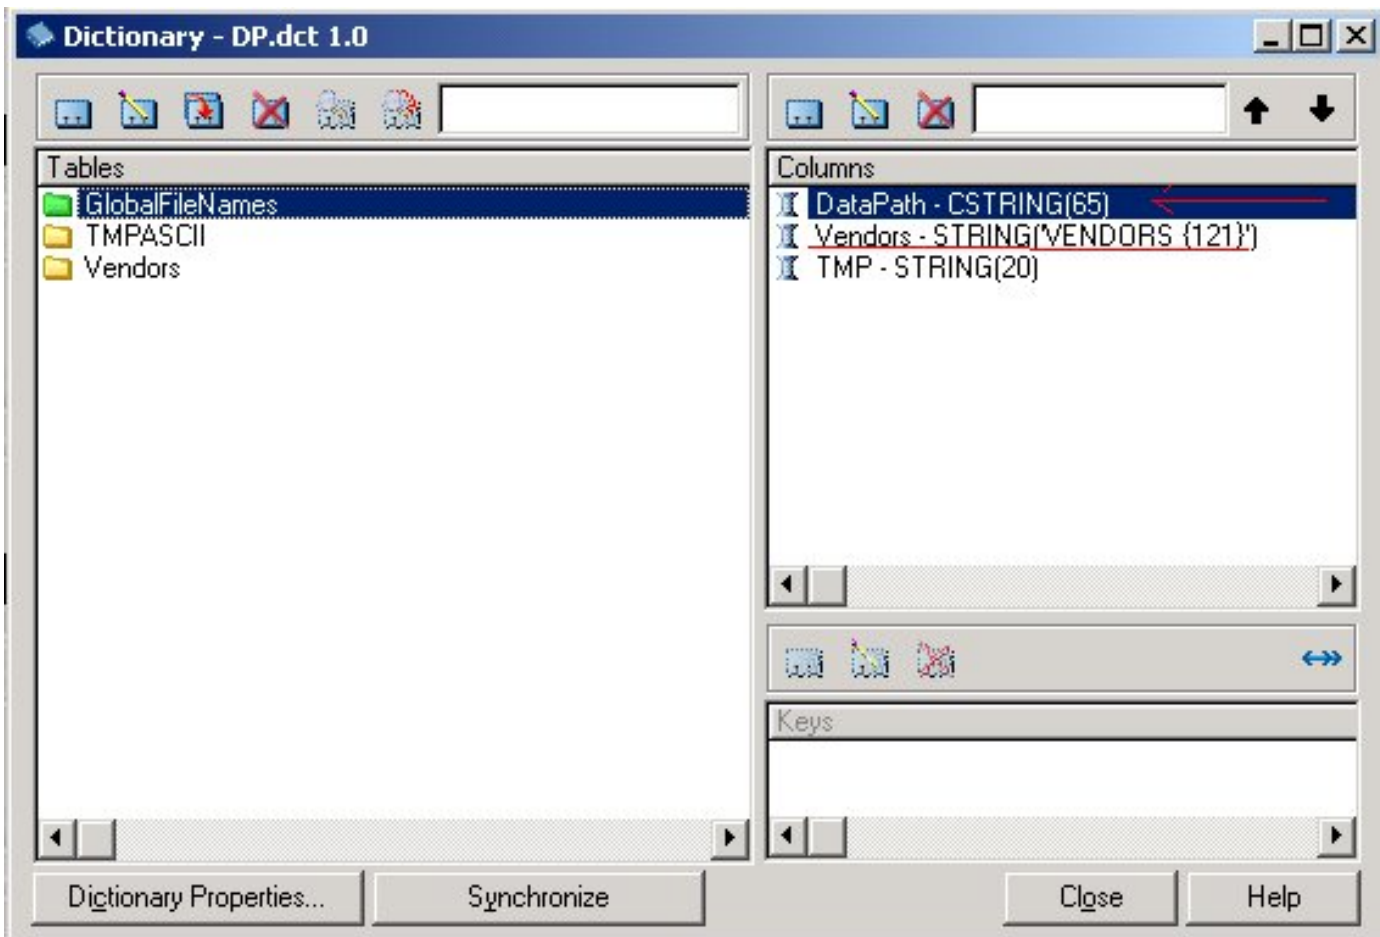 Dictionary - DP.dct 1.0
Tables
GlobalFileNames
TMPASCII
Vendors
Columns
DataPath - CSTRING(65)
Vendors - STRING('VENDORS {121}')
TMP - STRING(20)
Keys
Dictionary Properties...
Synchronize
Close
Help